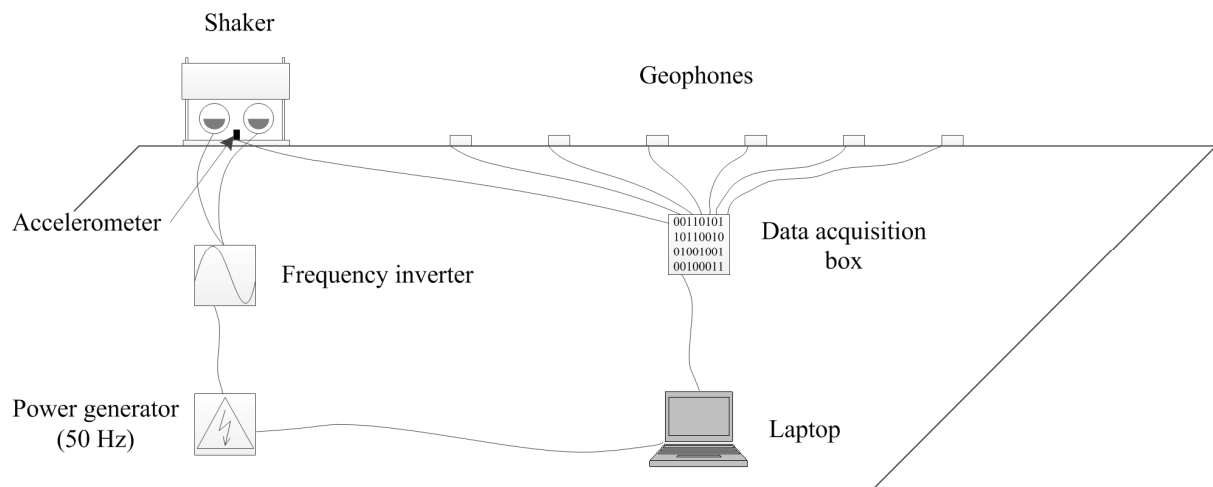 Shaker
Geophones
Accelerometer
00110101
10110010
01001001
00100011
Data acquisition
box
Frequency inverter
Power generator
(50 Hz)
Laptop